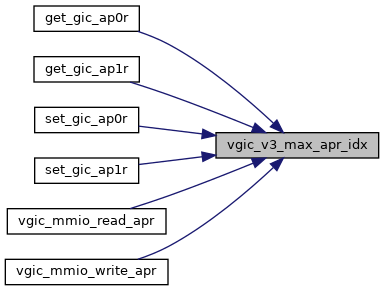 get_gic_ap0r
get_gic_ap1r
set_gic_ap0r
set_gic_ap1r
vgic_mmio_read_apr
vgic_mmio_write_apr
vgic_v3_max_apr_idx